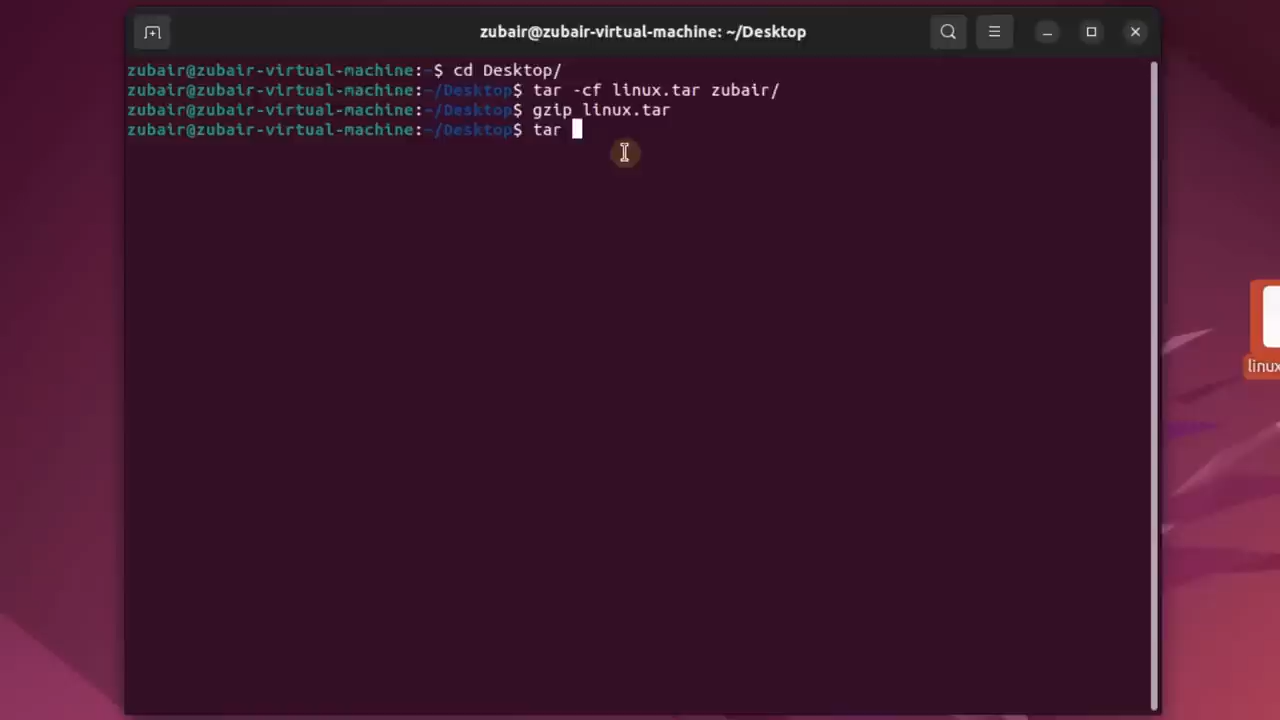 zubair@zubair-virtual-machine: ~/Desktop
zubair@zubair-virtual-machine:~$ cd Desktop/
zubair@zubair-virtual-machine:~/Desktop$ tar -cf linux.tar zubair/
zubair@zubair-virtual-machine:~/Desktop$ gzip linux.tar
zubair@zubair-virtual-machine:~/Desktop$ tar
linux